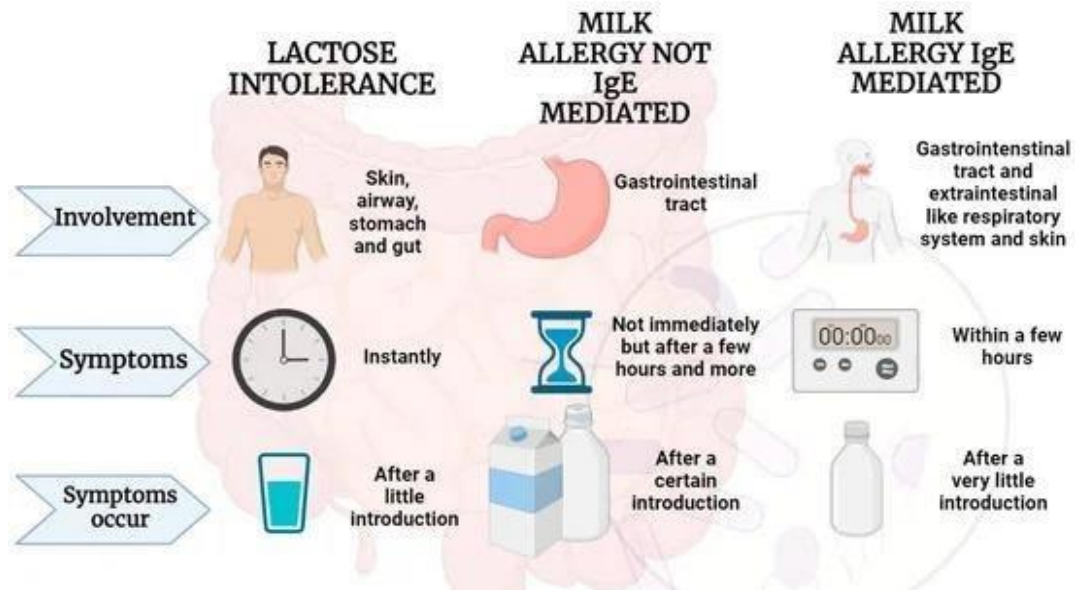 LACTOSE
INTOLERANCE
MILK
ALLERGY NOT
IgE
MEDIATED
MILK
ALLERGY IgE
MEDIATED
Involvement
Skin,
airway,
stomach
and gut
Gastrointestinal
tract
Gastrointenstinal
tract and
extraintestinal
like respiratory
system and skin
Symptoms
Instantly
Not immediately
but after a few
hours and more
00:00 00
Within a few
hours
Symptoms
occur
After a
little
introduction
After a
certain
introduction
After a
very little
introduction